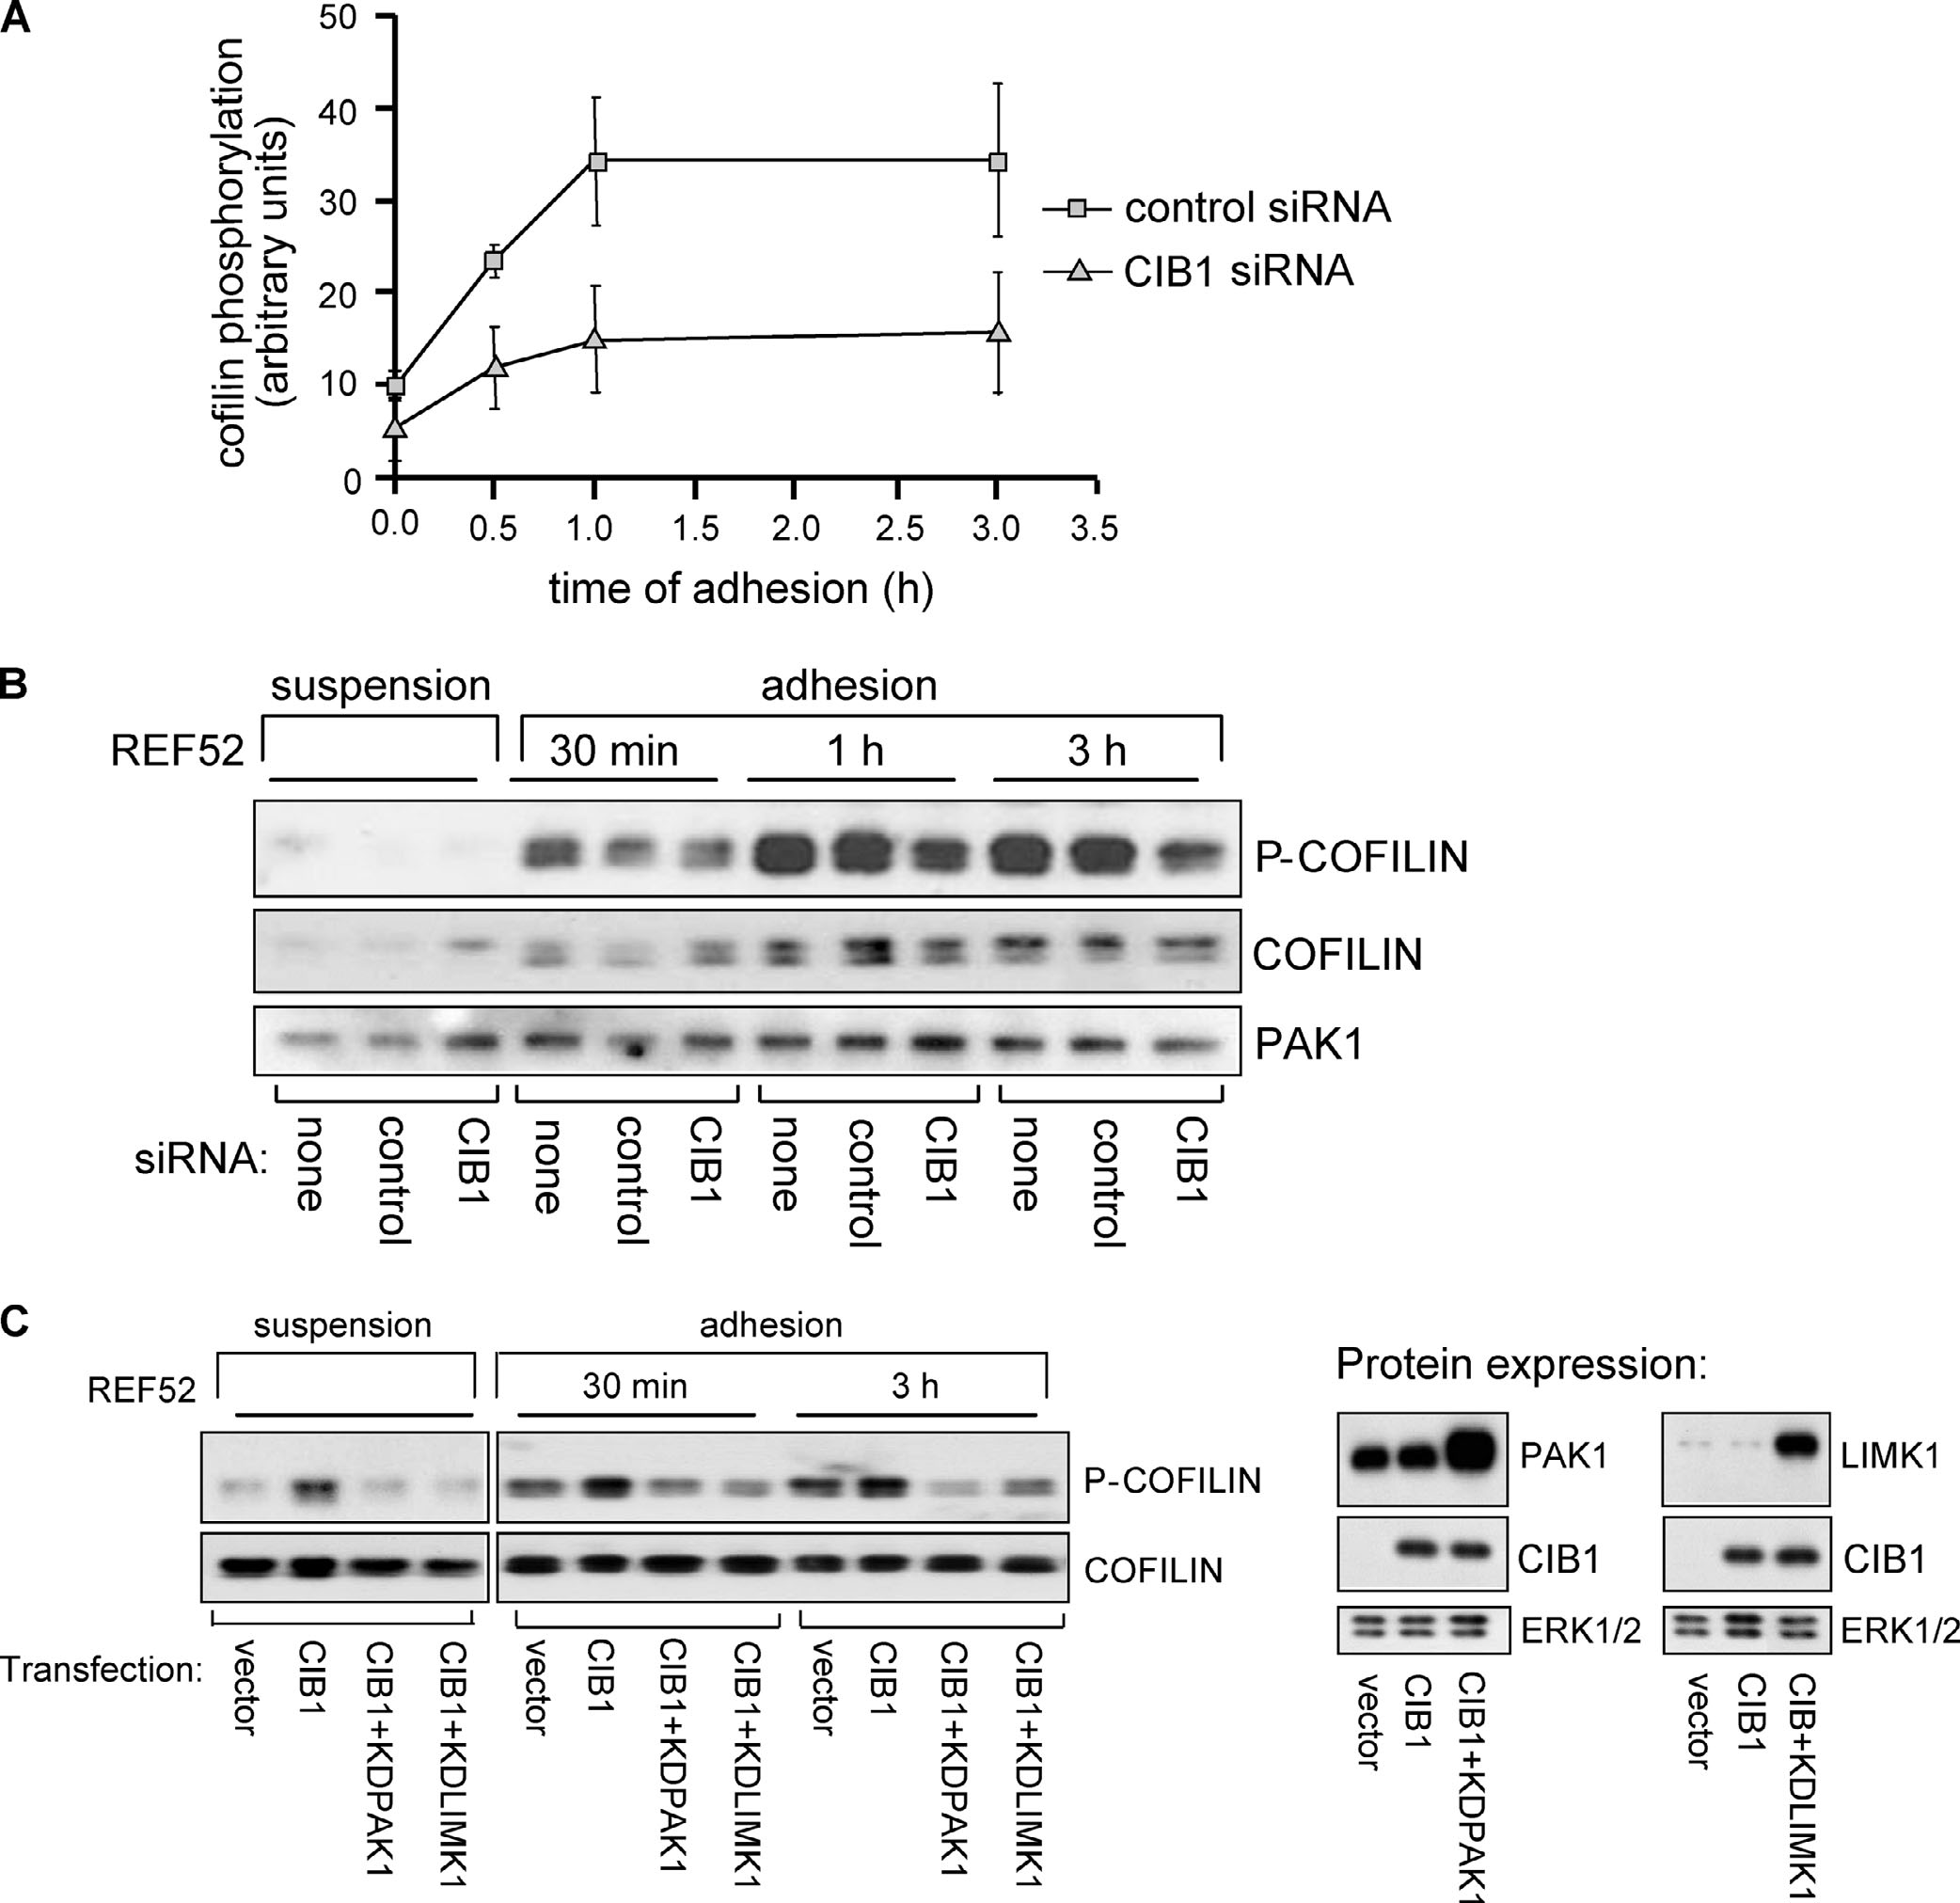 A
cofilin phosphorylation
(arbitrary units)
50
40
30
20
10
0
0.0 0.5 1.0 1.5 2.0 2.5 3.0 3.5
time of adhesion (h)
control siRNA
CIB1 siRNA
B
suspension adhesion
REF52 30 min 1 h 3 h
P-COFILIN
COFILIN
PAK1
siRNA: none control CIB1 none control CIB1 none control CIB1 none control CIB1
C
suspension adhesion
REF52 30 min 3 h
P-COFILIN
COFILIN
Transfection: vector CIB1 CIB1+KDPAK1 CIB1+KDLIMK1 vector CIB1 CIB1+KDPAK1 CIB1+KDLIMK1 vector CIB1 CIB1+KDPAK1 CIB1+KDLIMK1
Protein expression:
PAK1
CIB1
ERK1/2
vector CIB1 CIB1+KDPAK1
LIMK1
CIB1
ERK1/2
vector CIB1 CIB+KDLIMK1